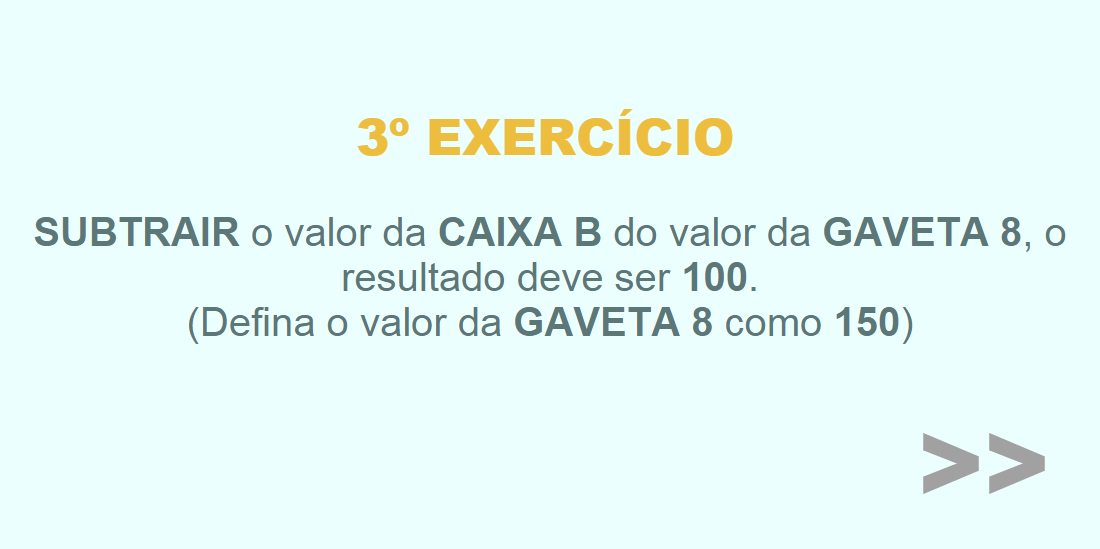 3º EXERCÍCIO
SUBTRAIR o valor da CAIXA B do valor da GAVETA 8, o
resultado deve ser 100.
(Defina o valor da GAVETA 8 como 150)
>>